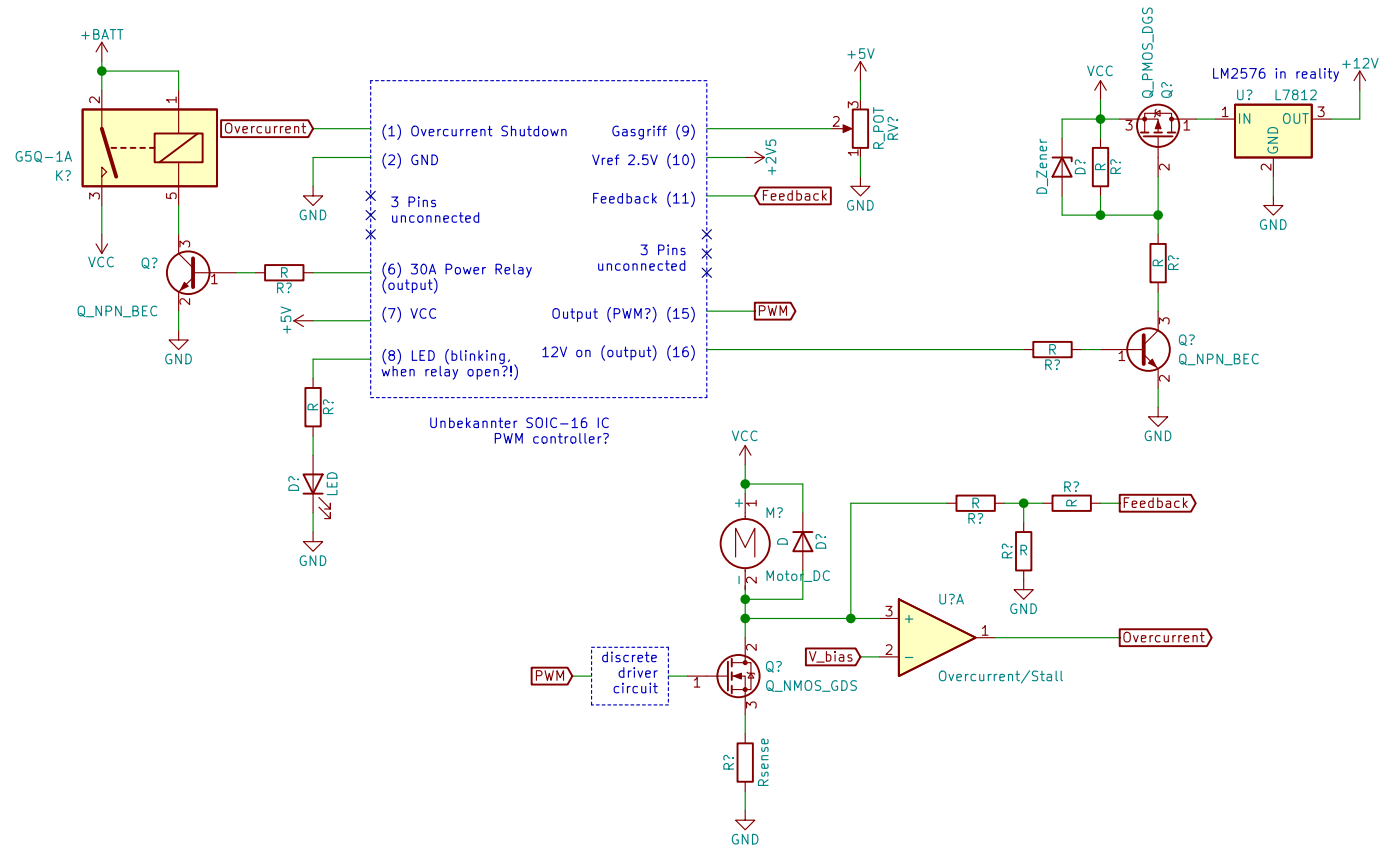 +BATT
2
1
G5Q-1A
K?
3
5
VCC
Q?
3
1
2
Q_NPN_BEC
GND
R
R?
Overcurrent
GND
+5V
(1) Overcurrent Shutdown
(2) GND
3 Pins
unconnected
(6) 30A Power Relay
(output)
(7) VCC
(8) LED (blinking,
when relay open?!)
Gasgriff (9)
Vref 2.5V (10)
Feedback (11)
3 Pins
unconnected
Output (PWM?) (15)
12V on (output) (16)
Unbekannter SOIC-16 IC
PWM controller?
R
R?
D?
LED
GND
+5V
3
2
1
R_POT
RV?
GND
+2V5
Feedback
PWM
VCC
Q_PMOS_DGS
Q?
3
1
2
D_Zener
D?
R
R?
LM2576 in reality
U?
L7812
+12V
1
IN
OUT
3
GND
2
GND
R
R?
3
R
R?
1
2
Q?
Q_NPN_BEC
GND
VCC
+
1
M?
M
D
D?
-
2
Motor_DC
R
R?
R?
R
Feedback
R?
R
GND
U?A
3
+
V_bias
2
-
1
Overcurrent
Overcurrent/Stall
PWM
discrete
driver
circuit
1
2
3
Q?
Q_NMOS_GDS
R?
Rsense
GND